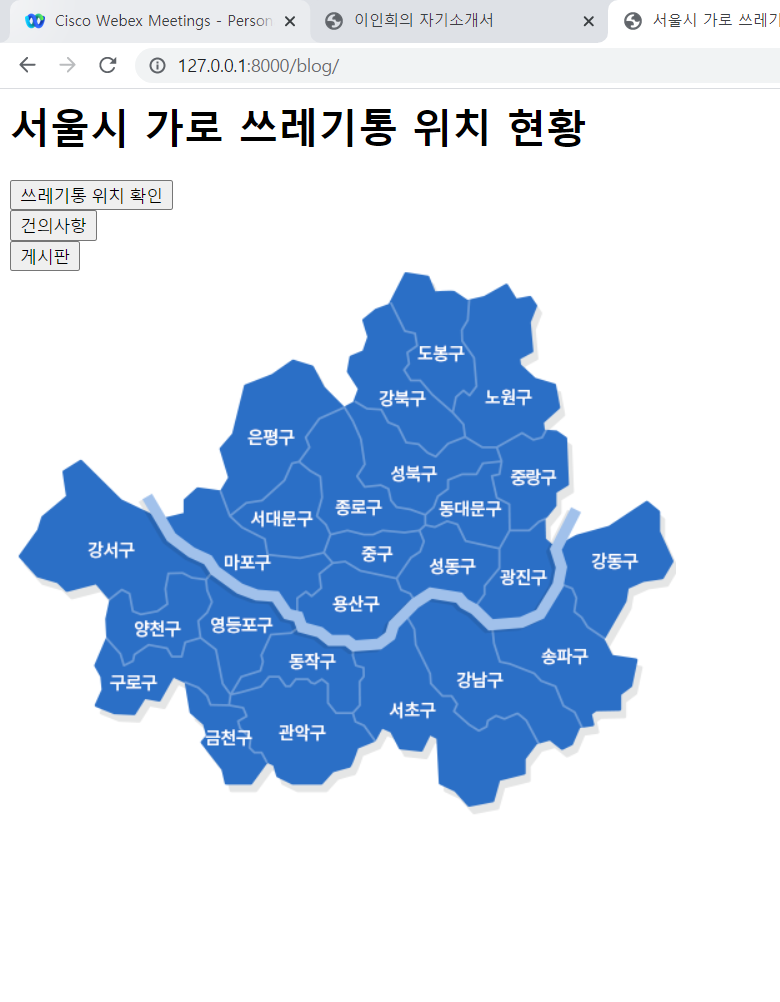 Cisco Webex Meetings - Person
이인희의 자기소개서
서울시 가로 쓰레기
127.0.0.1:8000/blog/
서울시 가로 쓰레기통 위치 현황
쓰레기통 위치 확인
건의사항
게시판
도봉구
강북구
노원구
은평구
성북구
중랑구
서대문구
종로구
동대문구
강서구
마포구
중구
성동구
광진구
강동구
용산구
양천구
영등포구
동작구
송파구
구로구
강남구
서초구
금천구
관악구